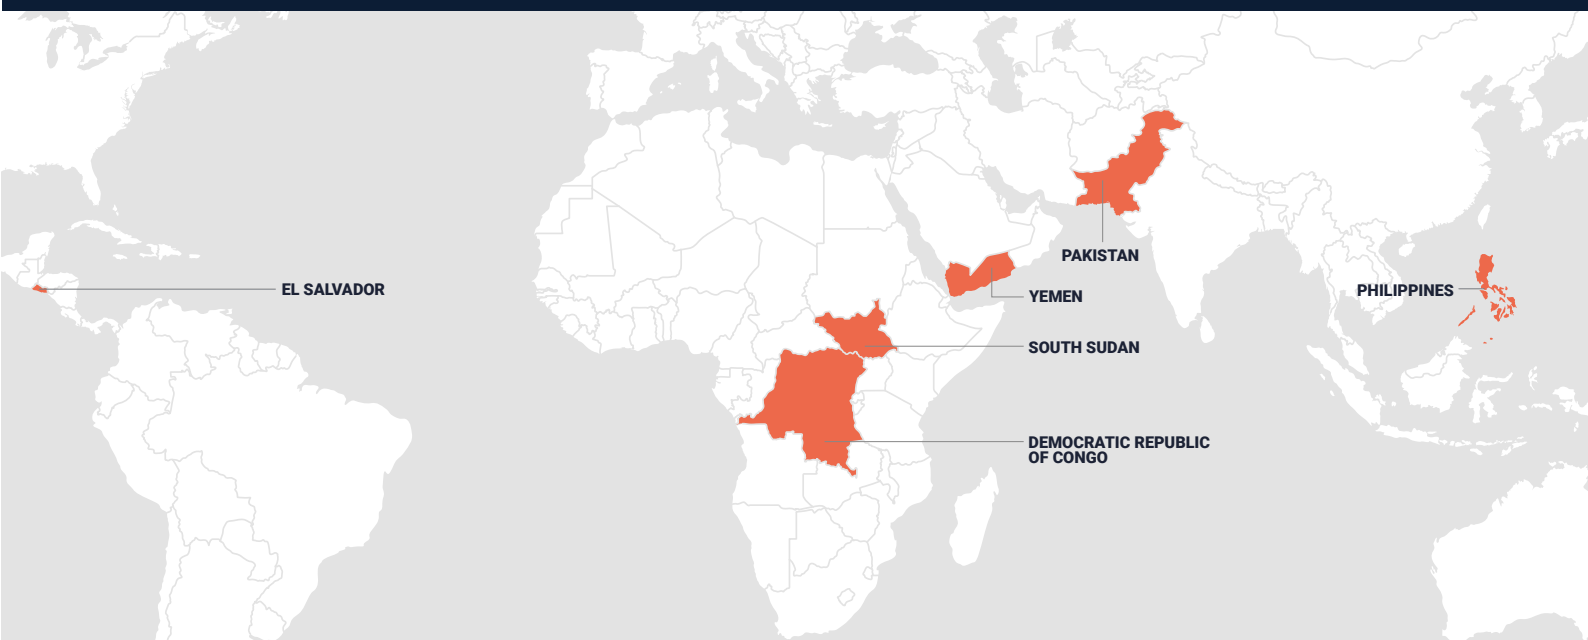 PAKISTAN
EL SALVADOR
YEMEN
PHILIPPINES
SOUTH SUDAN
DEMOCRATIC REPUBLIC
OF CONGO